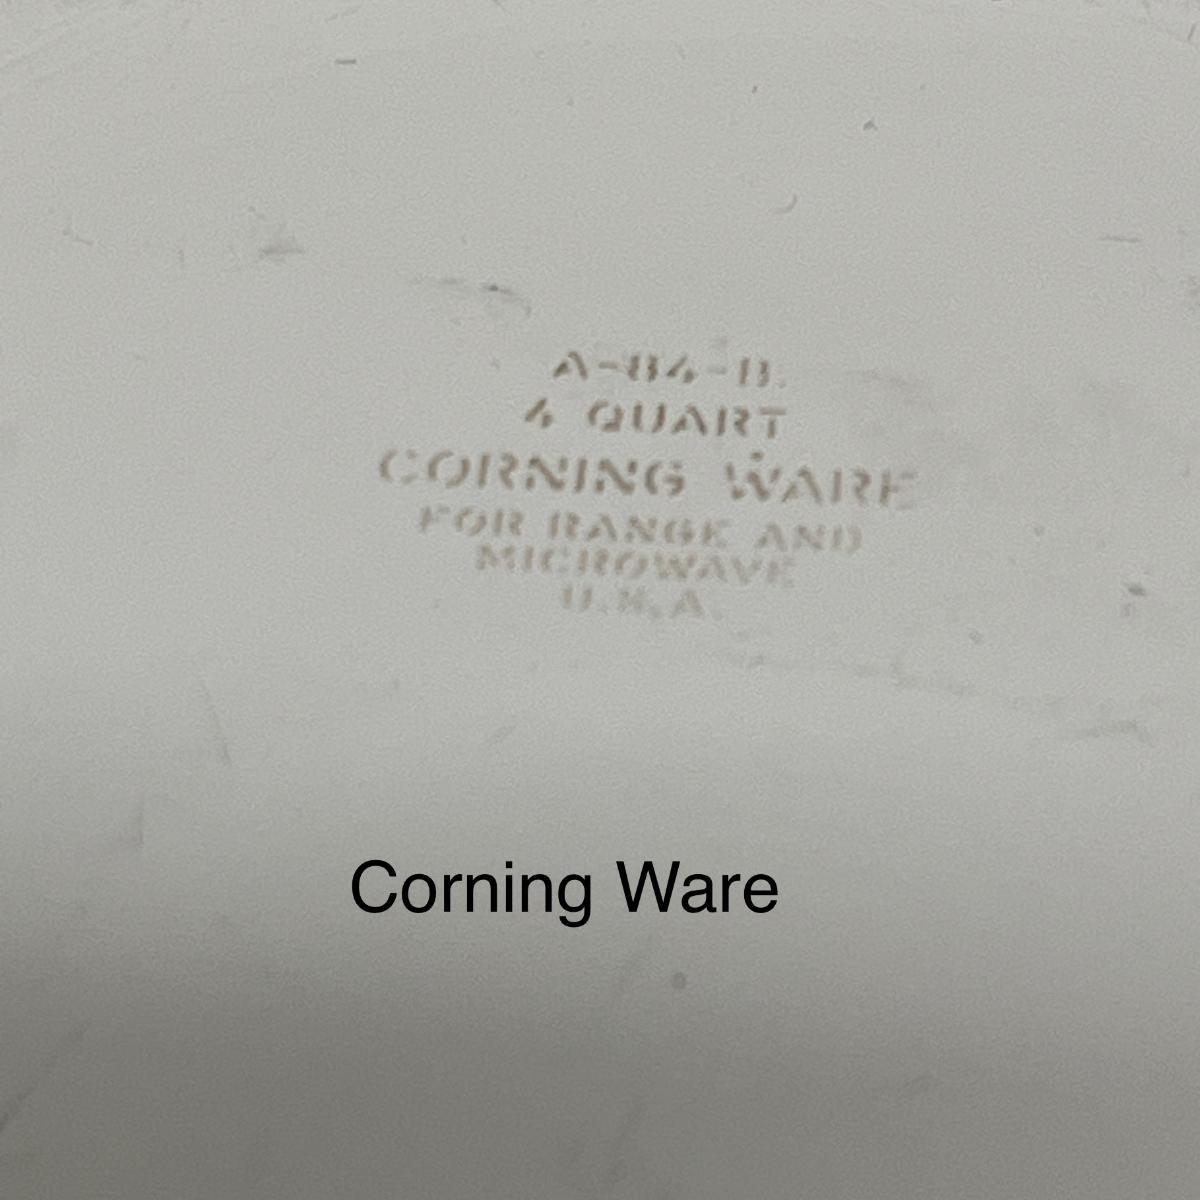 A-84-B.
4 QUART
CORNING WARE
FOR RANGE AND
MICROWAVE
U.S.A.
Corning Ware